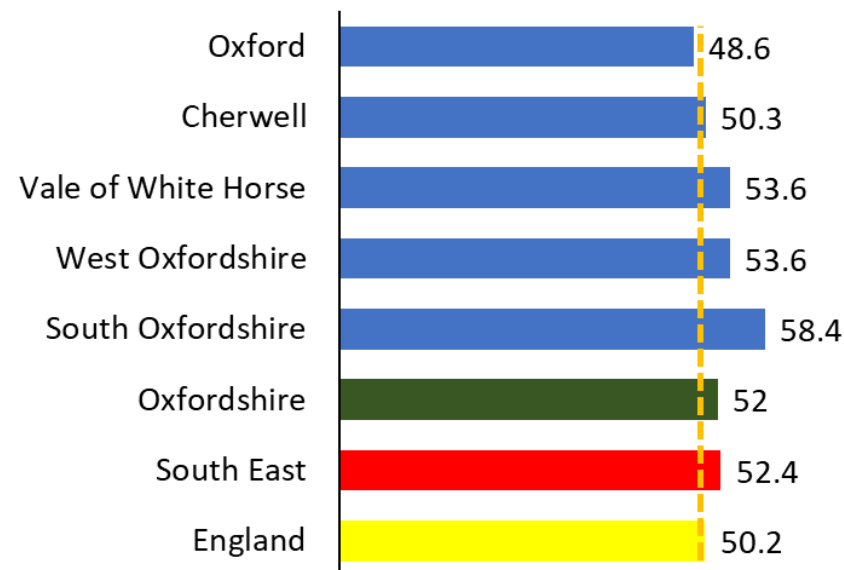 Oxford 48.6
Cherwell 50.3
Vale of White Horse 53.6
West Oxfordshire 53.6
South Oxfordshire 58.4
Oxfordshire 52
South East 52.4
England 50.2